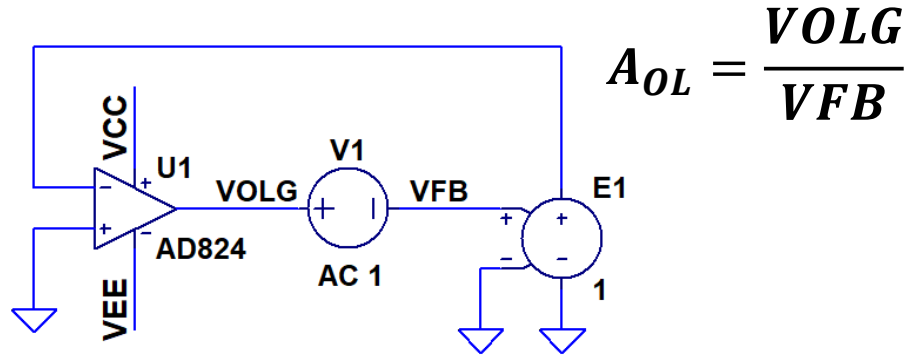 VCC
U1
-
+
+
-
AD824
VEE
VOLG
V1
+
-
AC 1
VFB
+
-
+
-
E1
1
A_OL = VOLG / VFB